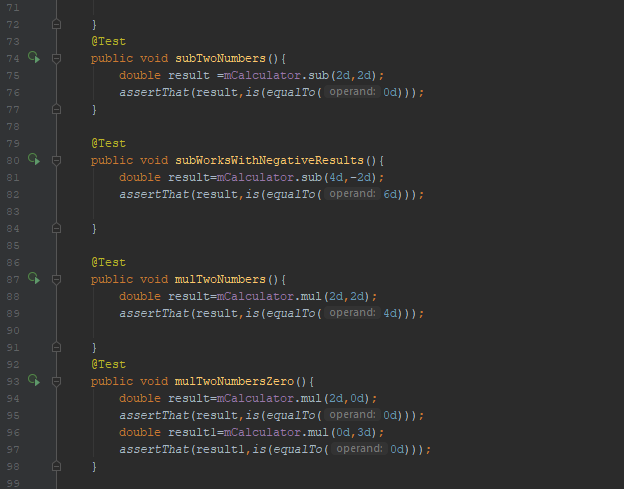 71
72 }
73 @Test
74 public void subTwoNumbers(){
75 double result =mCalculator.sub(2d,2d);
76 assertThat(result,is(equalTo( operand: 0d)));
77 }
78
79 @Test
80 public void subWorksWithNegativeResults(){
81 double result=mCalculator.sub(4d,-2d);
82 assertThat(result,is(equalTo( operand: 6d)));
83
84 }
85
86 @Test
87 public void mulTwoNumbers(){
88 double result=mCalculator.mul(2d,2d);
89 assertThat(result,is(equalTo( operand: 4d)));
90
91 }
92 @Test
93 public void mulTwoNumbersZero(){
94 double result=mCalculator.mul(2d,0d);
95 assertThat(result,is(equalTo( operand: 0d)));
96 double result1=mCalculator.mul(0d,3d);
97 assertThat(result1,is(equalTo( operand: 0d)));
98 }
99